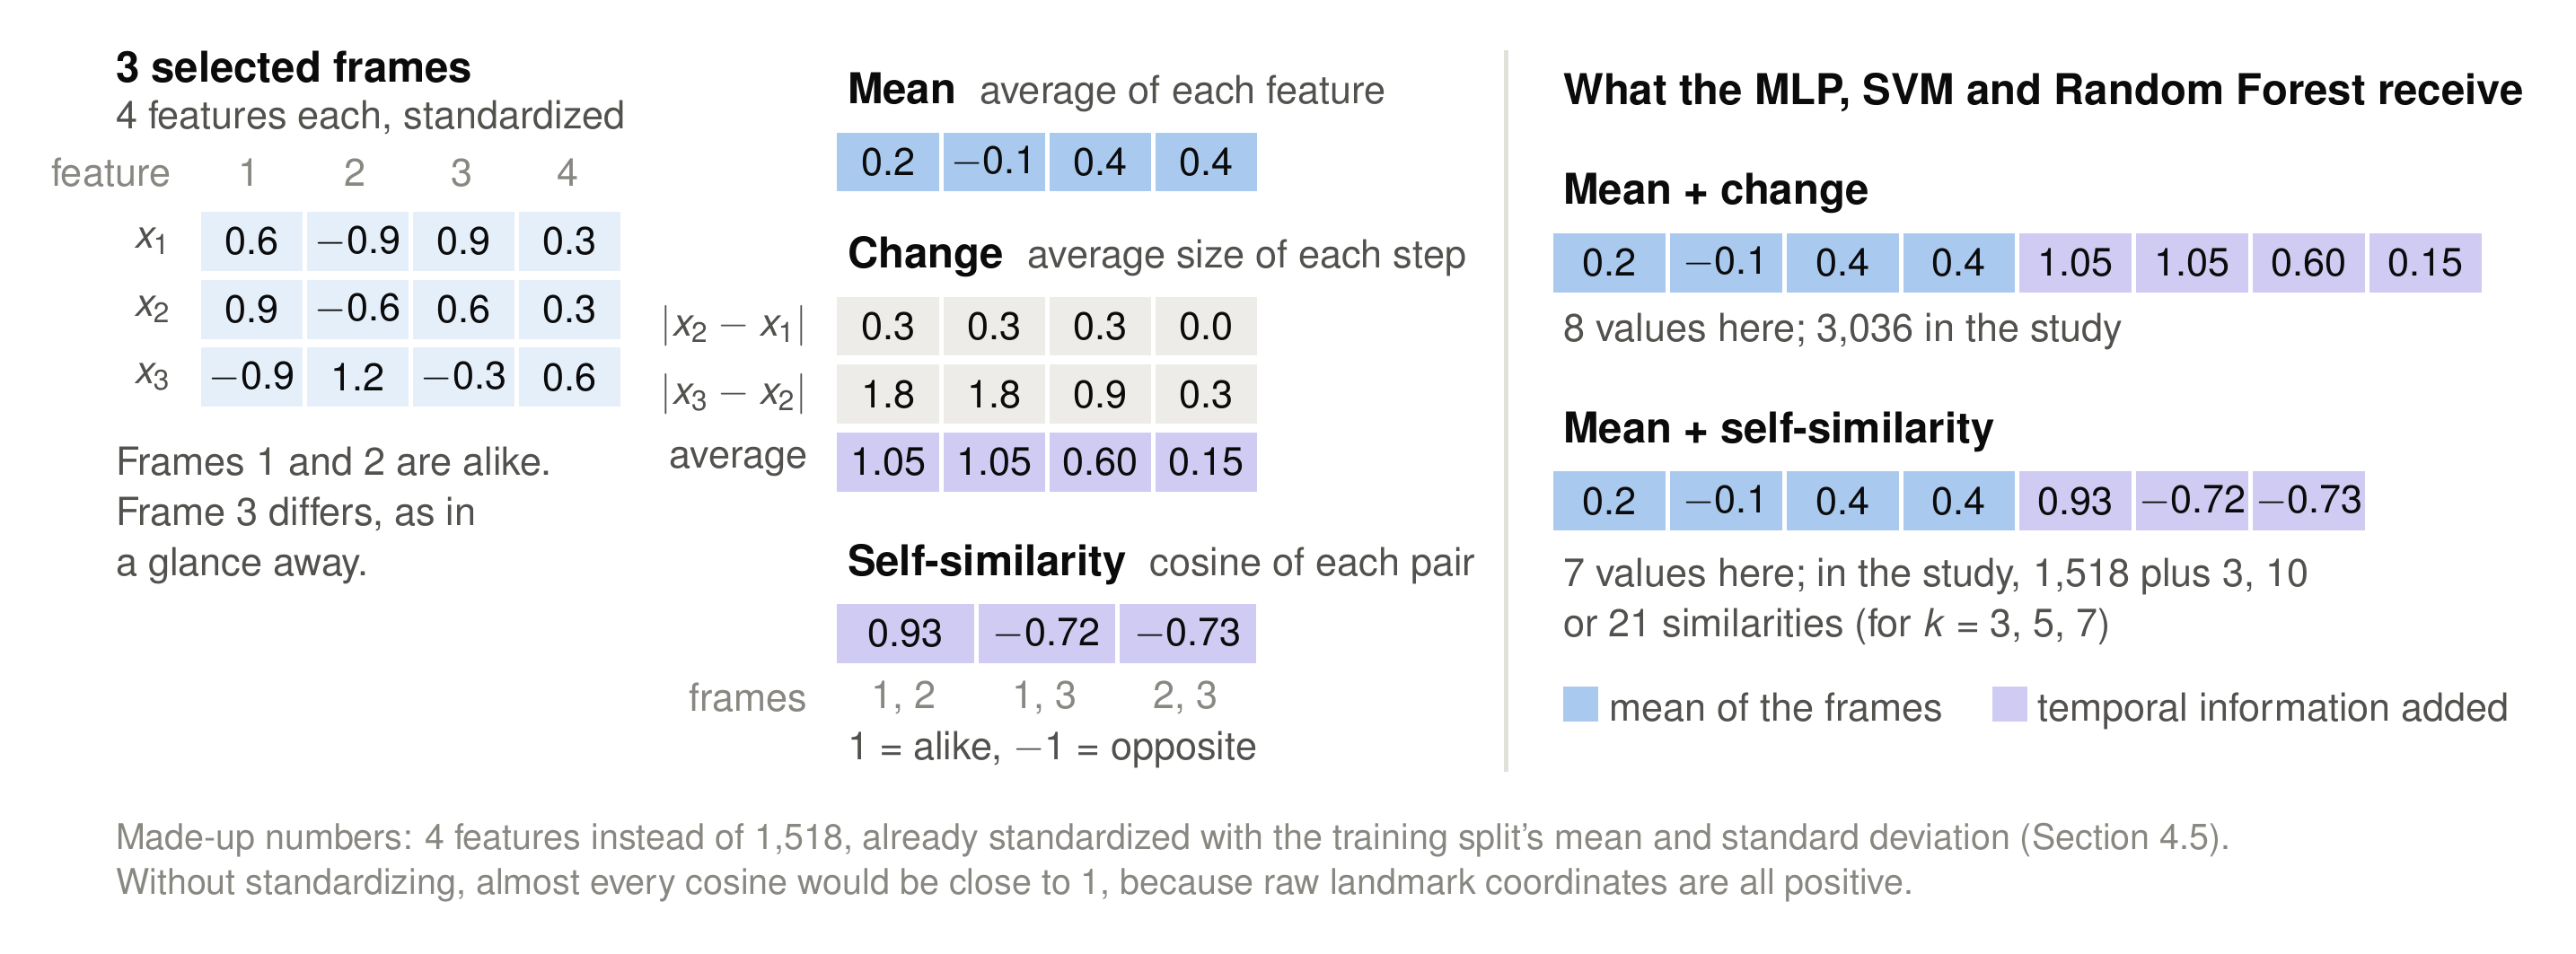 3 selected frames
4 features each, standardized
feature 1 2 3 4
x1 0.6 −0.9 0.9 0.3
x2 0.9 −0.6 0.6 0.3
x3 −0.9 1.2 −0.3 0.6
Frames 1 and 2 are alike.
Frame 3 differs, as in
a glance away.
Mean average of each feature
0.2 −0.1 0.4 0.4
Change average size of each step
|x2 − x1| 0.3 0.3 0.3 0.0
|x3 − x2| 1.8 1.8 0.9 0.3
average 1.05 1.05 0.60 0.15
Self-similarity cosine of each pair
0.93 −0.72 −0.73
frames 1, 2 1, 3 2, 3
1 = alike, −1 = opposite
What the MLP, SVM and Random Forest receive
Mean + change
0.2 −0.1 0.4 0.4 1.05 1.05 0.60 0.15
8 values here; 3,036 in the study
Mean + self-similarity
0.2 −0.1 0.4 0.4 0.93 −0.72 −0.73
7 values here; in the study, 1,518 plus 3, 10
or 21 similarities (for k = 3, 5, 7)
mean of the frames temporal information added
Made-up numbers: 4 features instead of 1,518, already standardized with the training split’s mean and standard deviation (Section 4.5).
Without standardizing, almost every cosine would be close to 1, because raw landmark coordinates are all positive.